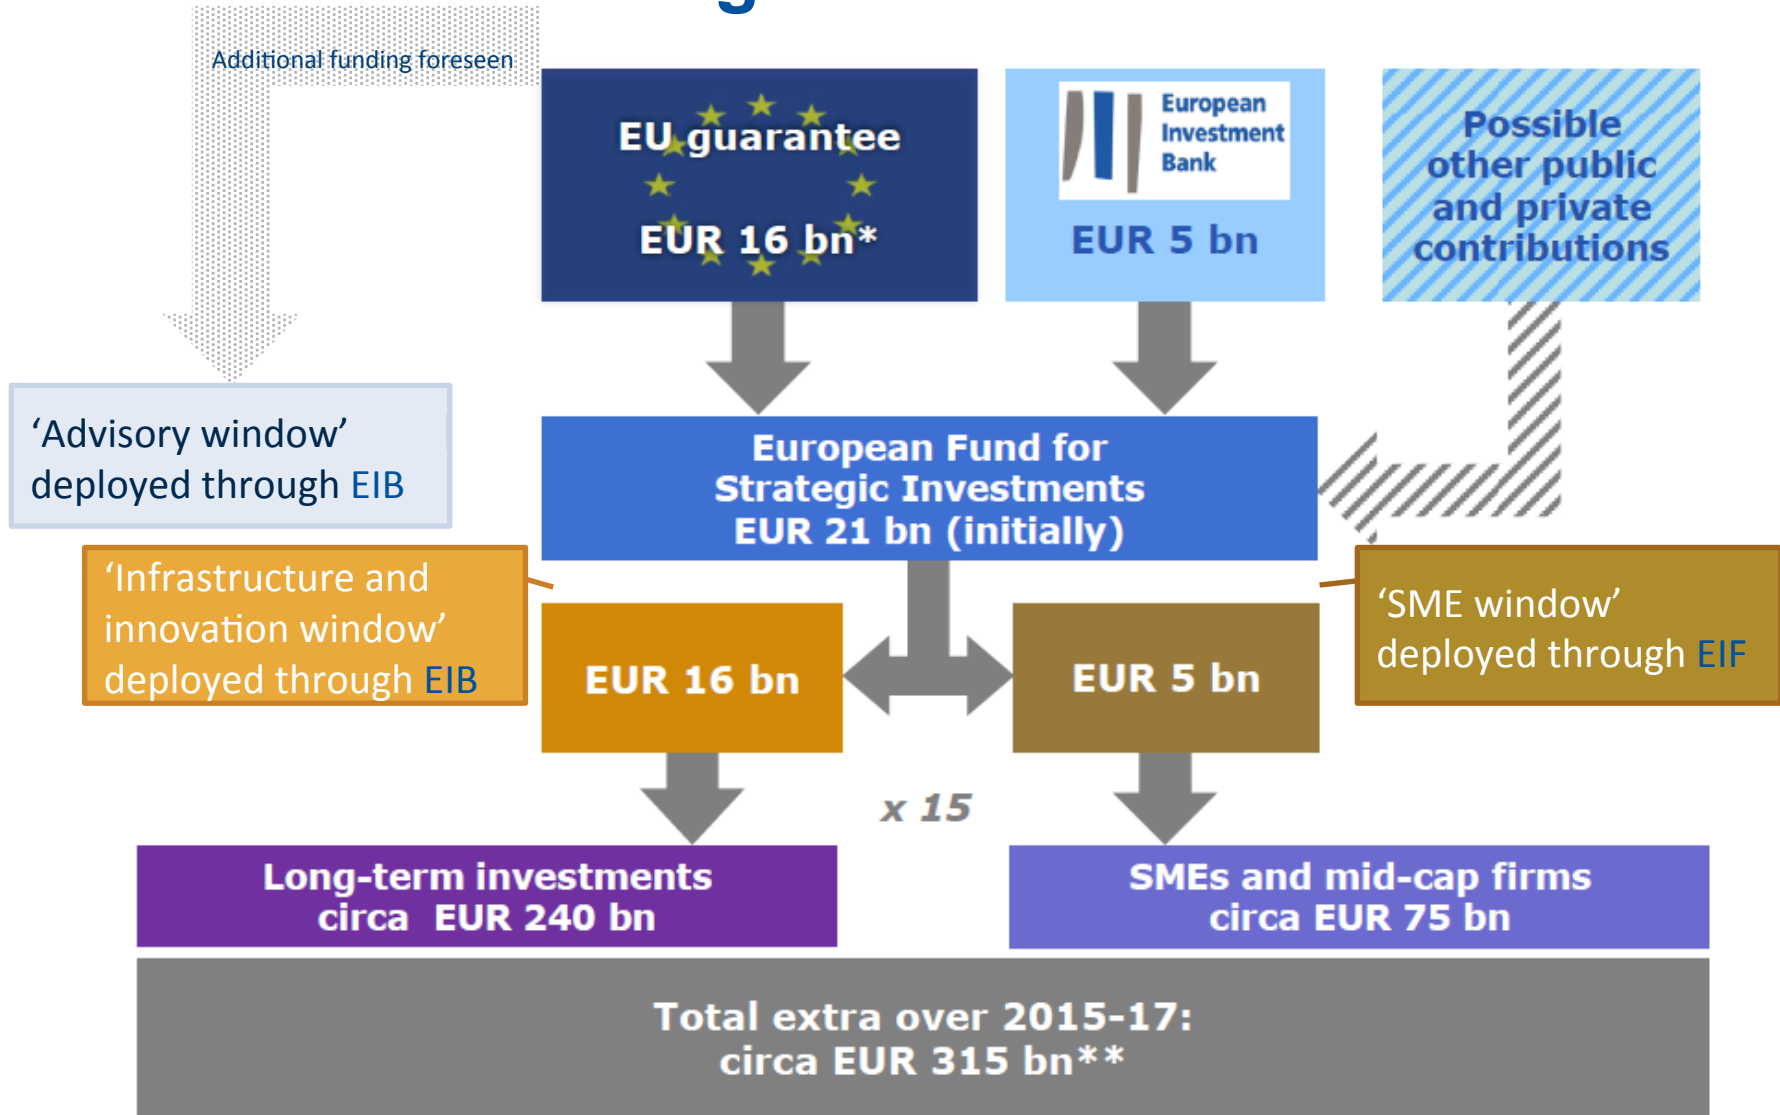 Additional funding foreseen
EU guarantee
EUR 16 bn*
European
Investment
Bank
EUR 5 bn
Possible
other public
and private
contributions
‘Advisory window’
deployed through EIB
European Fund for
Strategic Investments
EUR 21 bn (initially)
‘Infrastructure and
innovation window’
deployed through EIB
EUR 16 bn
EUR 5 bn
‘SME window’
deployed through EIF
x 15
Long-term investments
circa EUR 240 bn
SMEs and mid-cap firms
circa EUR 75 bn
Total extra over 2015-17:
circa EUR 315 bn**